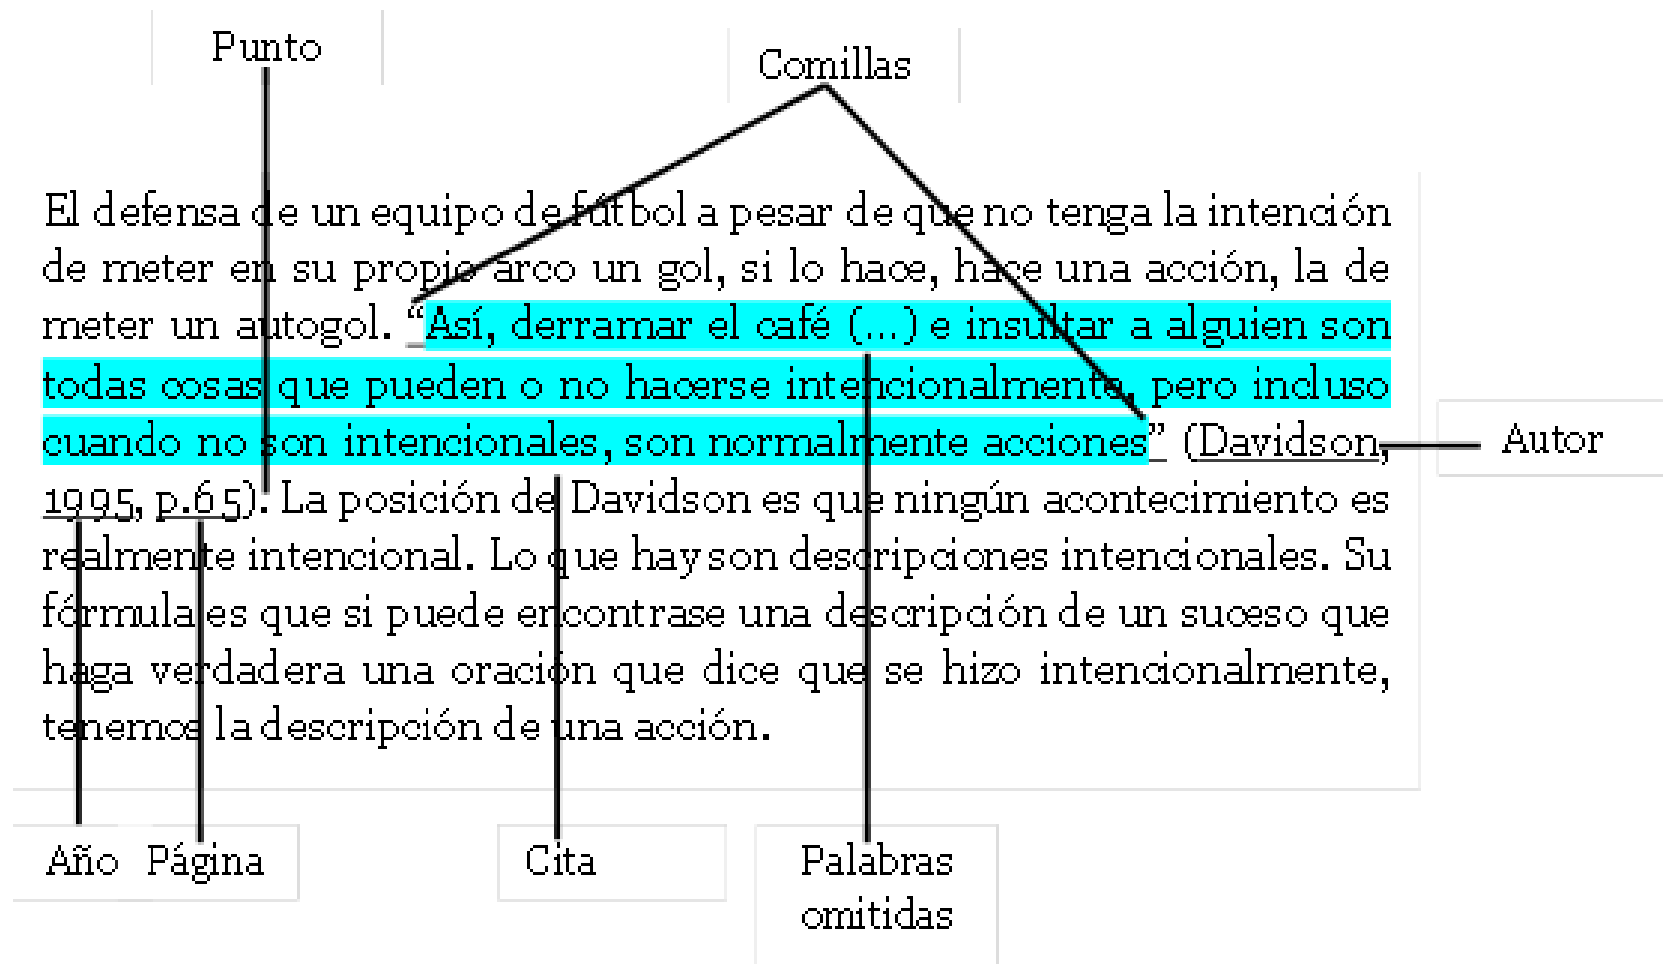 Punto
Comillas
El defensa de un equipo de fútbol a pesar de que no tenga la intención
de meter en su propio arco un gol, si lo hace, hace una acción, la de
meter un autogol. “Así, derramar el café (...) e insultar a alguien son
todas cosas que pueden o no hacerse intencionalmente, pero incluso
cuando no son intencionales, son normalmente acciones” (Davidson,
Autor
1995, p.65). La posición de Davidson es que ningún acontecimiento es
realmente intencional. Lo que hay son descripciones intencionales. Su
fórmula es que si puede encontrase una descripción de un suceso que
haga verdadera una oración que dice que se hizo intencionalmente,
tenemos la descripción de una acción.
Año Página Cita Palabras
omitidas